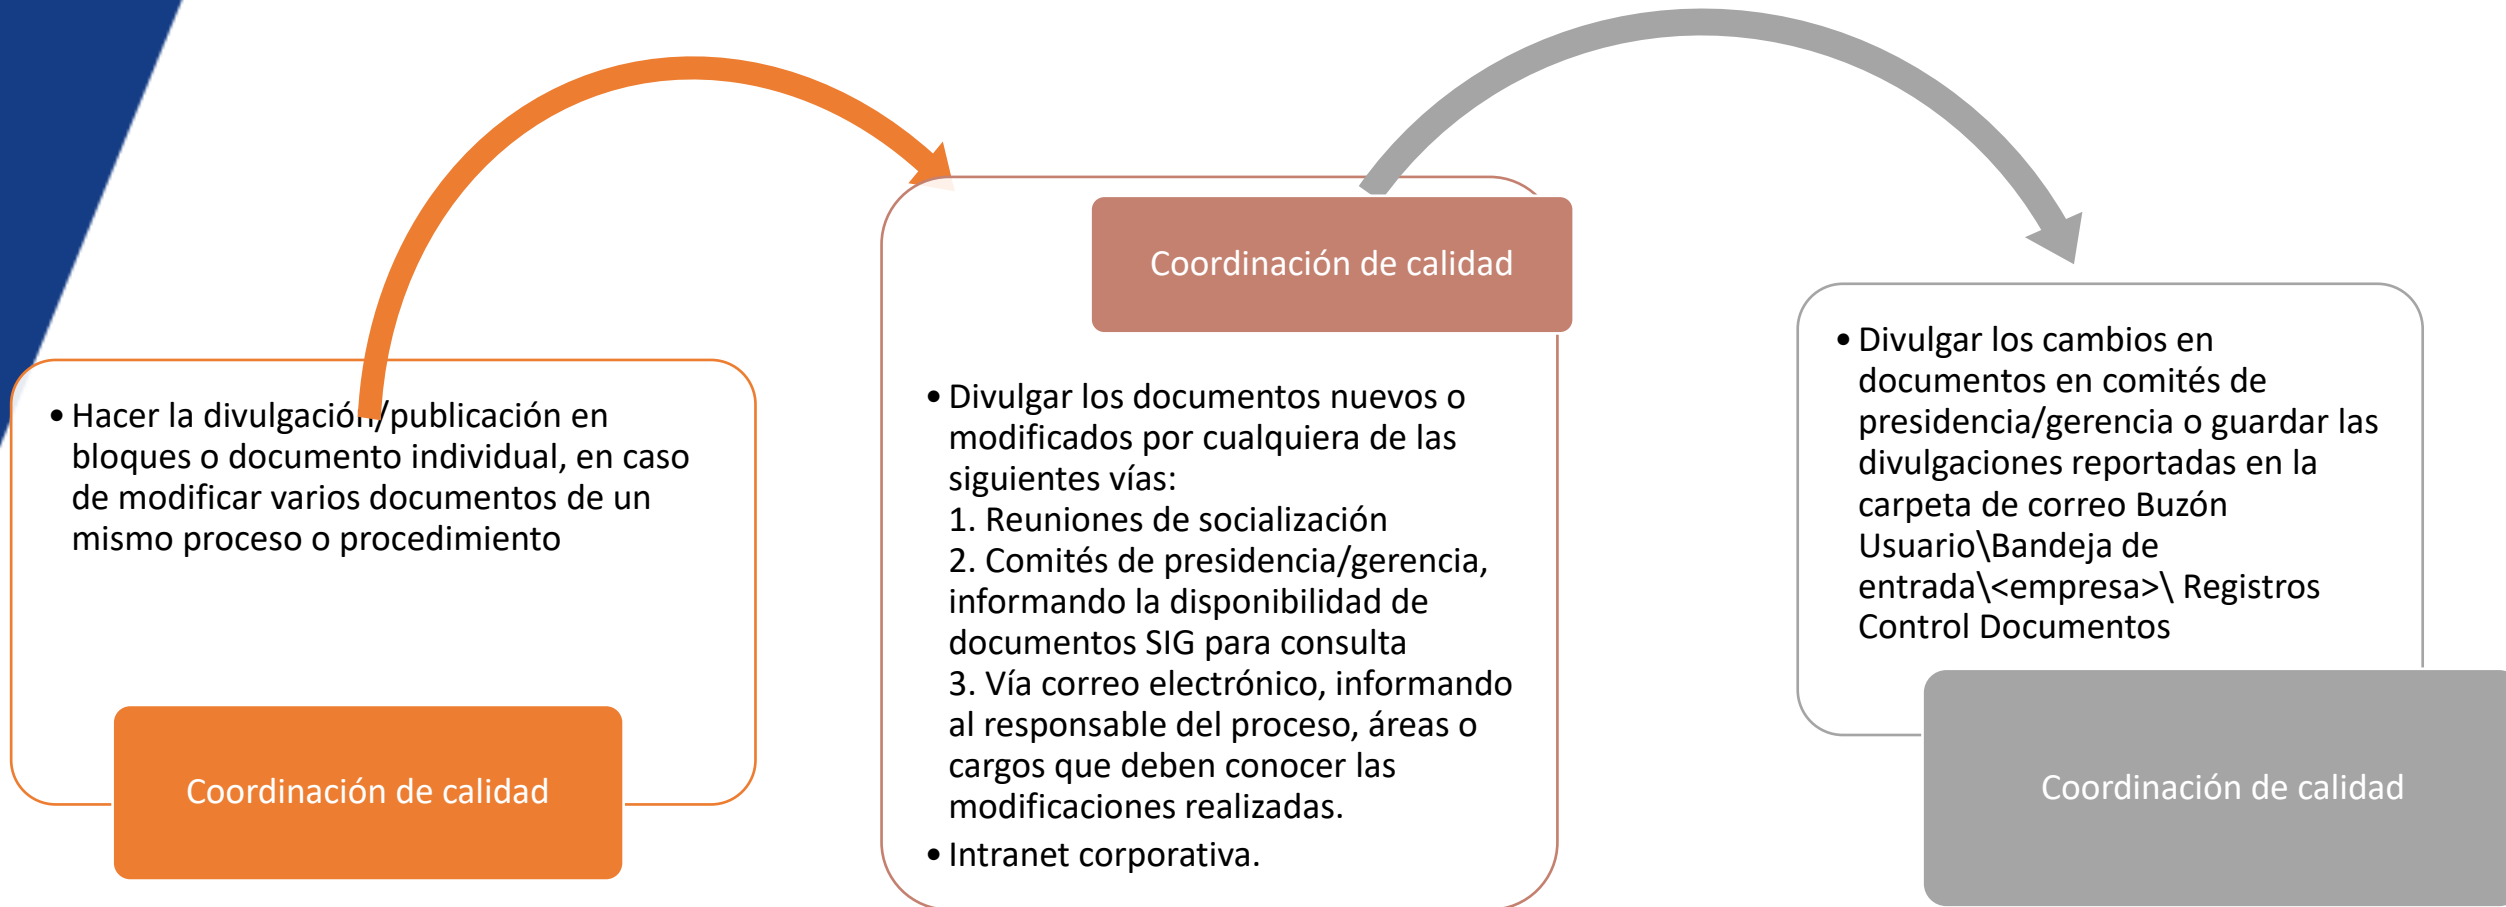 • Hacer la divulgación/publicación en
bloques o documento individual, en caso
de modificar varios documentos de un
mismo proceso o procedimiento
Coordinación de calidad
Coordinación de calidad
• Divulgar los documentos nuevos o
modificados por cualquiera de las
siguientes vías:
1. Reuniones de socialización
2. Comités de presidencia/gerencia,
informando la disponibilidad de
documentos SIG para consulta
3. Vía correo electrónico, informando
al responsable del proceso, áreas o
cargos que deben conocer las
modificaciones realizadas.
• Intranet corporativa.
• Divulgar los cambios en
documentos en comités de
presidencia/gerencia o guardar las
divulgaciones reportadas en la
carpeta de correo Buzón
Usuario\Bandeja de
entrada\<empresa>\ Registros
Control Documentos
Coordinación de calidad